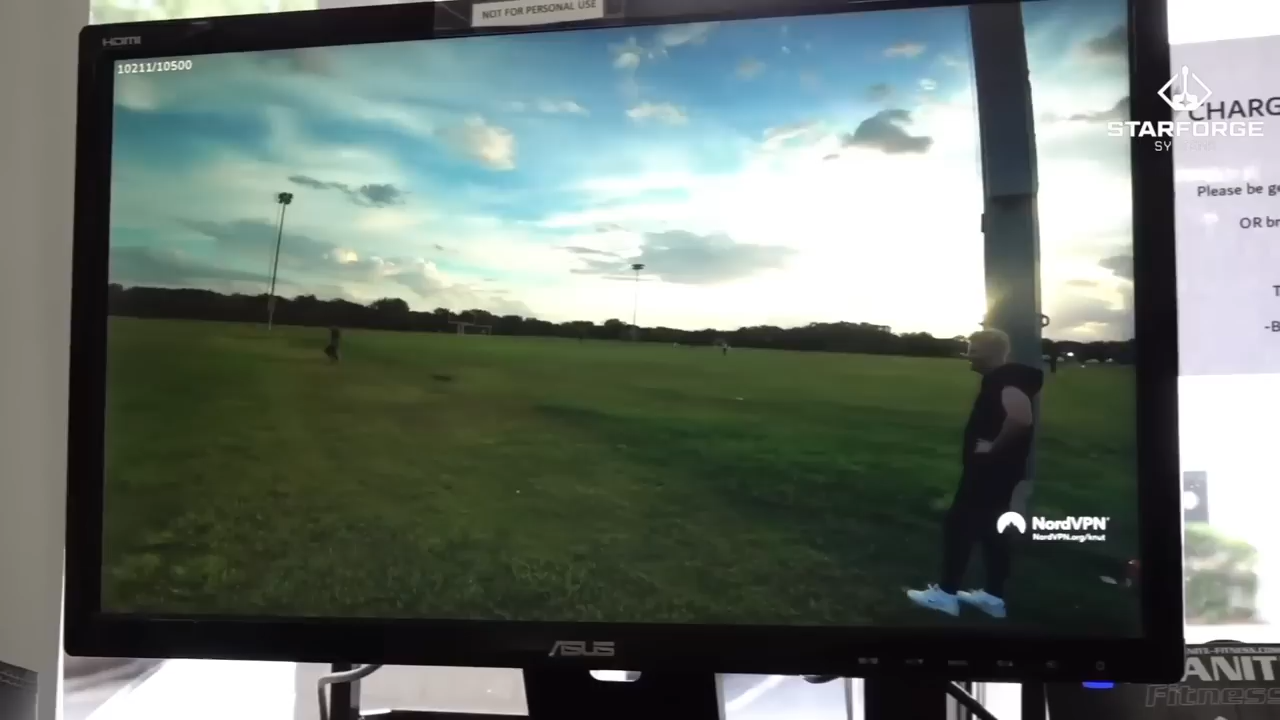 NOT FOR PERSONAL USE
HDMI
10211/10500
STARFORGE
CHARG
Please be ge
OR br
T
-B
NordVPN
NordVPN.org/knut
ASUS
ANIT
Fitness